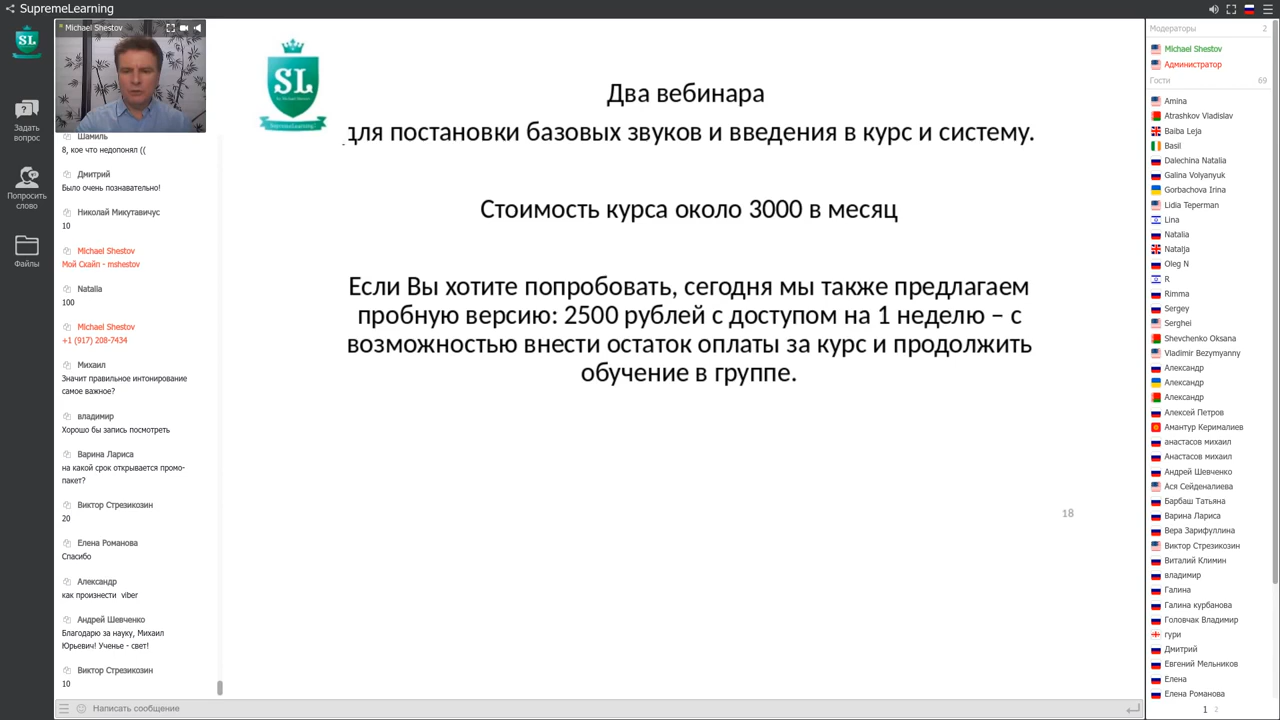 SupremeLearning
Michael Shestov
SL
Задать
вопрос
Попросить
слово
Файлы
Шамиль
8, кое что недопонял ((
Дмитрий
Было очень познавательно!
Николай Микутавичус
10
Michael Shestov
Мой Скайп - mshestov
Natalia
100
Michael Shestov
+1 (917) 208-7434
Михаил
Значит правильное интонирование
самое важное?
владимир
Хорошо бы запись посмотреть
Варина Лариса
на какой срок открывается промо-
пакет?
Виктор Стрезикозин
20
Елена Романова
Спасибо
Александр
как произнести viber
Андрей Шевченко
Благодарю за науку, Михаил
Юрьевич! Ученье - свет!
Виктор Стрезикозин
10
Написать сообщение
SL
Два вебинара
для постановки базовых звуков и введения в курс и систему.
Стоимость курса около 3000 в месяц
Если Вы хотите попробовать, сегодня мы также предлагаем
пробную версию: 2500 рублей с доступом на 1 неделю – с
возможностью внести остаток оплаты за курс и продолжить
обучение в группе.
18
Модераторы 2
Michael Shestov
Администратор
Гости 69
Amina
Atrashkov Vladislav
Baiba Leja
Basil
Dalechina Natalia
Galina Volyanyuk
Gorbachova Irina
Lidia Teperman
Lina
Natalia
Natalja
Oleg N
R
Rimma
Sergey
Serghei
Shevchenko Oksana
Vladimir Bezymyanny
Александр
Александр
Александр
Алексей Петров
Амантур Керималиев
анастасов михаил
Анастасов михаил
Андрей Шевченко
Ася Сейденалиева
Барбаш Татьяна
Варина Лариса
Вера Зарифуллина
Виктор Стрезикозин
Виталий Климин
владимир
Галина
Галина курбанова
Головчак Владимир
гури
Дмитрий
Евгений Мельников
Елена
Елена Романова
1 2